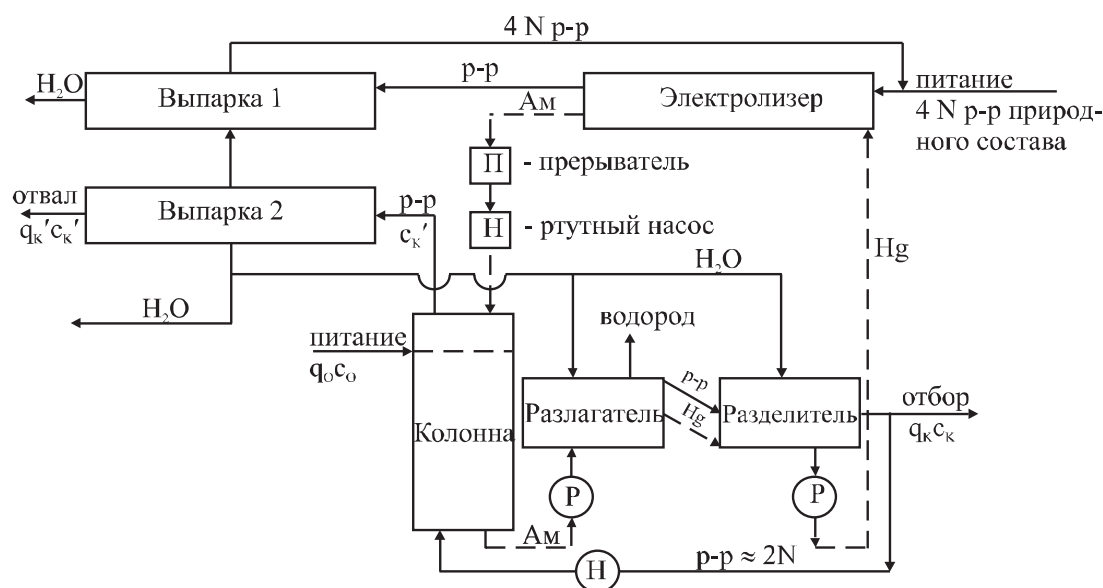 4 N р-р
H₂O
Выпарка 1
р-р
Ам
Электролизер
питание
4 N р-р природ-
ного состава
П - прерыватель
отвал
qк′cк′
Выпарка 2
р-р
cк′
Н - ртутный насос
Hg
H₂O
H₂O
водород
питание
qоcо
Колонна
Разлагатель
р-р
Hg
Разделитель
отбор
qкcк
Р
Р
Ам
Н
р-р ≈ 2N